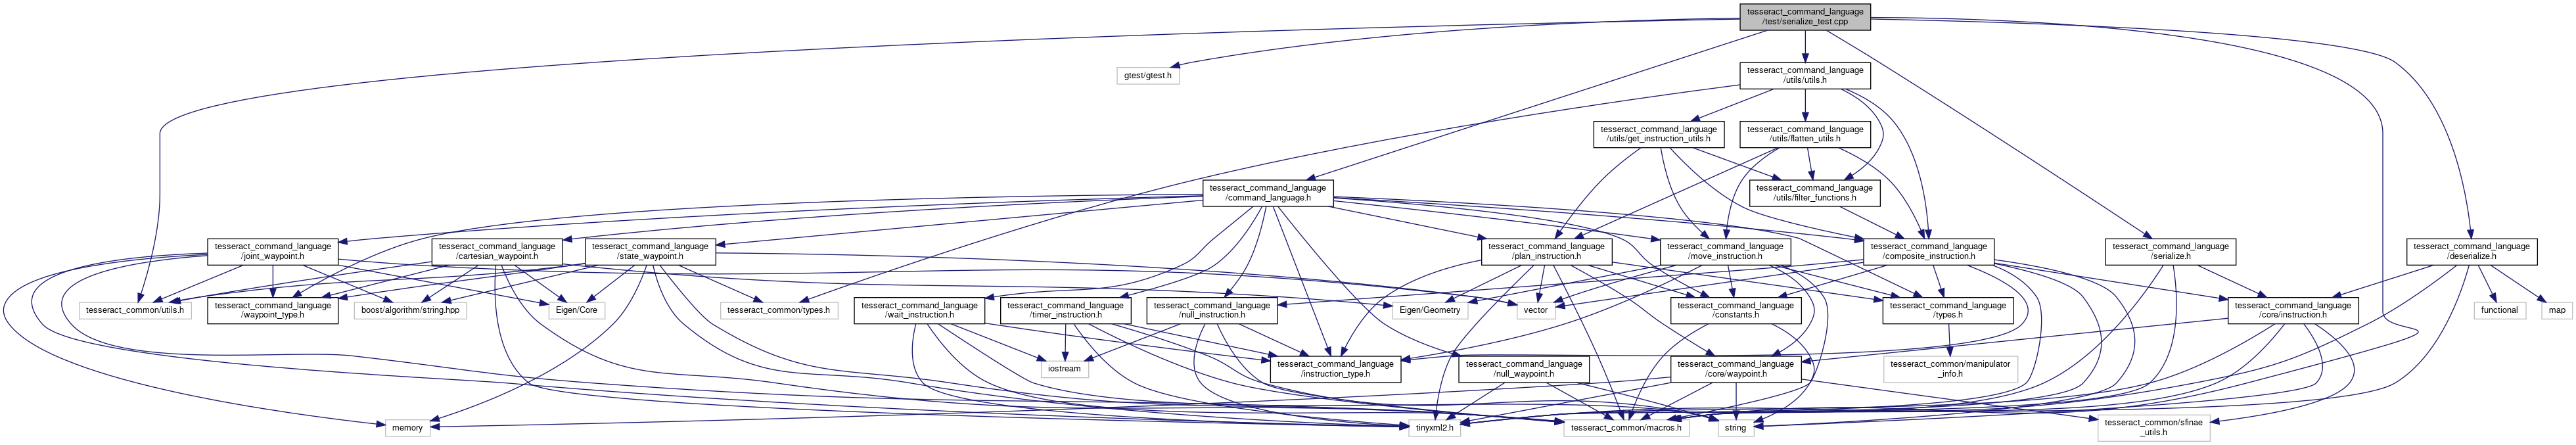 tesseract_command_language
/test/serialize_test.cpp
gtest/gtest.h
tesseract_command_language
/utils/utils.h
tesseract_command_language
/utils/get_instruction_utils.h
tesseract_command_language
/utils/flatten_utils.h
tesseract_command_language
/command_language.h
tesseract_command_language
/utils/filter_functions.h
tesseract_command_language
/joint_waypoint.h
tesseract_command_language
/cartesian_waypoint.h
tesseract_command_language
/state_waypoint.h
tesseract_command_language
/plan_instruction.h
tesseract_command_language
/move_instruction.h
tesseract_command_language
/composite_instruction.h
tesseract_command_language
/serialize.h
tesseract_command_language
/deserialize.h
tesseract_common/utils.h
tesseract_command_language
/waypoint_type.h
boost/algorithm/string.hpp
Eigen/Core
tesseract_common/types.h
tesseract_command_language
/wait_instruction.h
tesseract_command_language
/timer_instruction.h
tesseract_command_language
/null_instruction.h
Eigen/Geometry
vector
tesseract_command_language
/constants.h
tesseract_command_language
/types.h
tesseract_command_language
/core/instruction.h
functional
map
iostream
tesseract_command_language
/instruction_type.h
tesseract_command_language
/null_waypoint.h
tesseract_command_language
/core/waypoint.h
tesseract_common/manipulator
_info.h
memory
tinyxml2.h
tesseract_common/macros.h
string
tesseract_common/sfinae
_utils.h